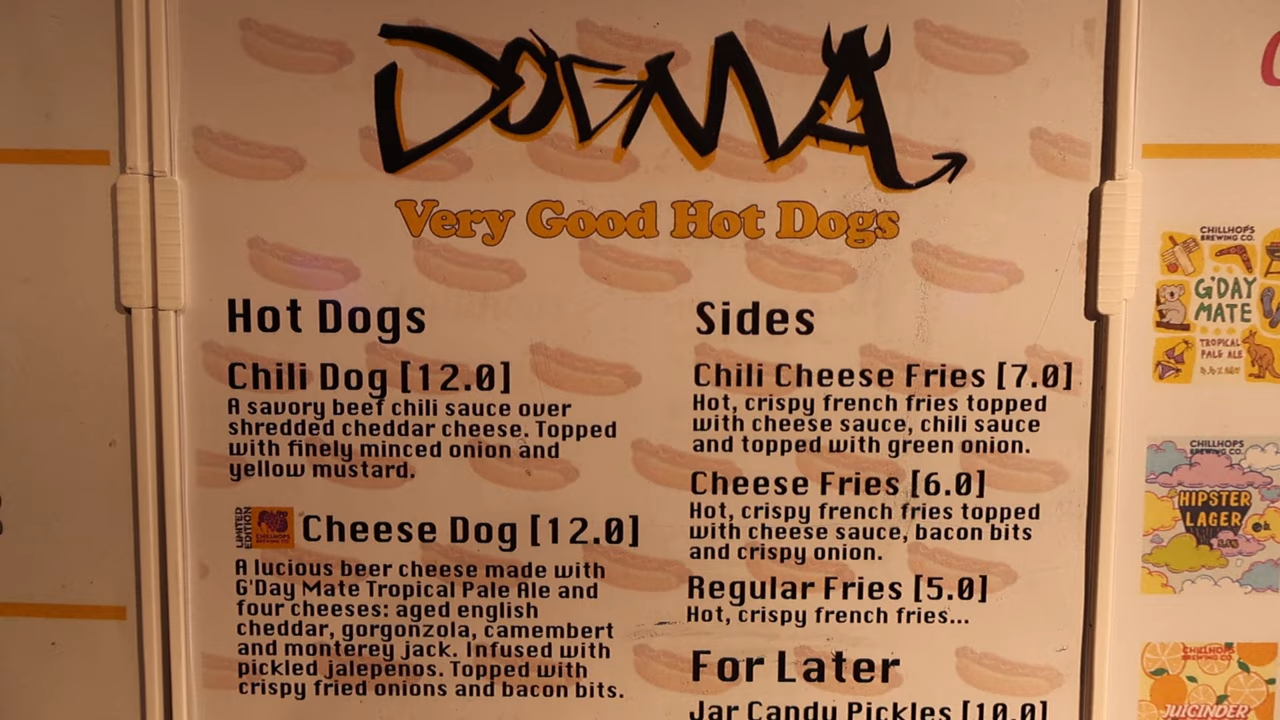 DOGMA
Very Good Hot Dogs
Hot Dogs
Chili Dog [12.0]
A savory beef chili sauce over
shredded cheddar cheese. Topped
with finely minced onion and
yellow mustard.
LIMITED
EDITION
CHILLHOPS
BREWING CO.
Cheese Dog [12.0]
A lucious beer cheese made with
G'Day Mate Tropical Pale Ale and
four cheeses: aged english
cheddar, gorgonzola, camembert
and monterey jack. Infused with
pickled jalepenos. Topped with
crispy fried onions and bacon bits.
Sides
Chili Cheese Fries [7.0]
Hot, crispy french fries topped
with cheese sauce, chili sauce
and topped with green onion.
Cheese Fries [6.0]
Hot, crispy french fries topped
with cheese sauce, bacon bits
and crispy onion.
Regular Fries [5.0]
Hot, crispy french fries...
For Later
Jar Candy Pickles [10.0]
CHILLHOPS
BREWING CO.
G'DAY
MATE
TROPICAL
PALE ALE
CHILLHOPS
BREWING CO.
HIPSTER
LAGER
CHILLHOPS
BREWING CO.
JUICINDER